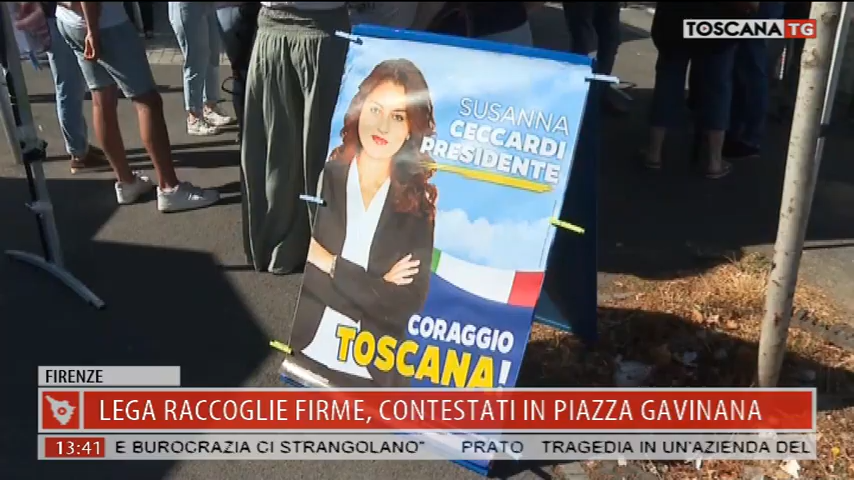 TOSCANA TG
SUSANNA
CECCARDI
PRESIDENTE
CORAGGIO
TOSCANA!
FIRENZE
LEGA RACCOGLIE FIRME, CONTESTATI IN PIAZZA GAVINANA
13:41 E BUROCRAZIA CI STRANGOLANO" PRATO TRAGEDIA IN UN'AZIENDA DEL